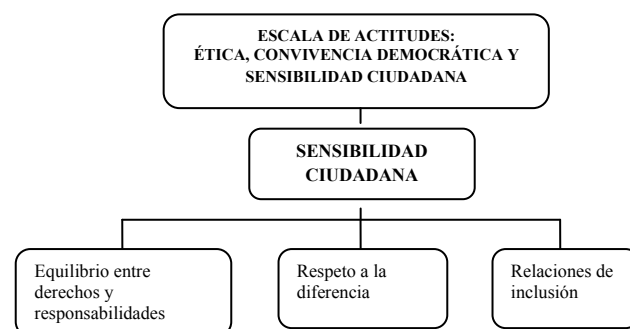 ESCALA DE ACTITUDES:
ÉTICA, CONVIVENCIA DEMOCRÁTICA Y
SENSIBILIDAD CIUDADANA
SENSIBILIDAD
CIUDADANA
Equilibrio entre
derechos y
responsabilidades
Respeto a la
diferencia
Relaciones de
inclusión